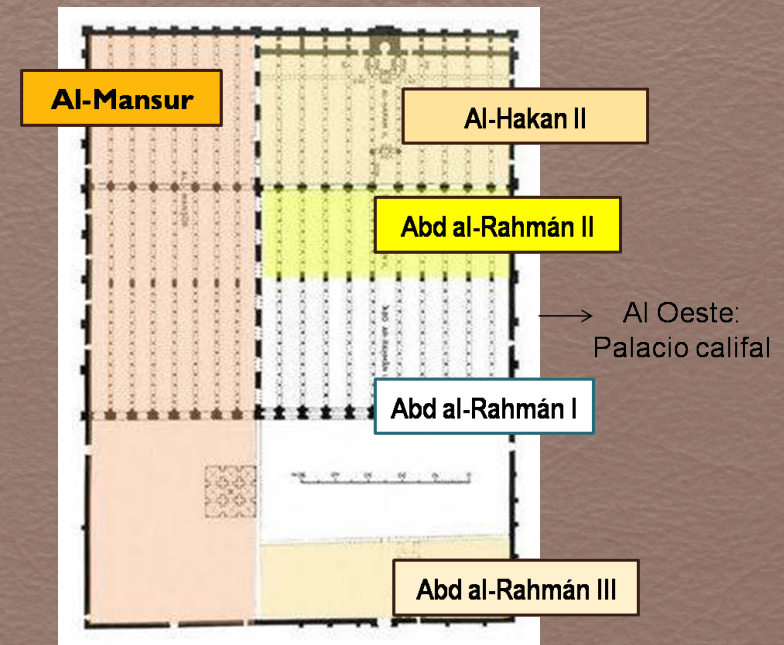 Al-Mansur
Al-Hakan II
Abd al-Rahmán II
Al Oeste:
Palacio califal
Abd al-Rahmán I
Abd al-Rahmán III